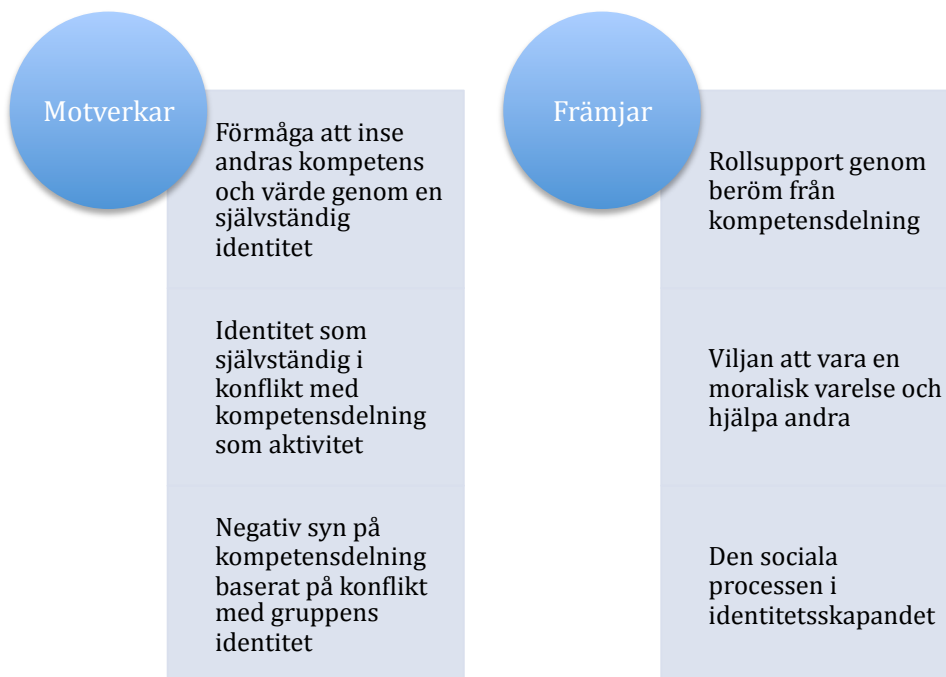 Motverkar
Förmåga att inse
andras kompetens
och värde genom en
självständig
identitet
Identitet som
självständig i
konflikt med
kompetensdelning
som aktivitet
Negativ syn på
kompetensdelning
baserat på konflikt
med gruppens
identitet
Främjar
Rollsupport genom
beröm från
kompetensdelning
Viljan att vara en
moralisk varelse och
hjälpa andra
Den sociala
processen i
identitetsskapandet